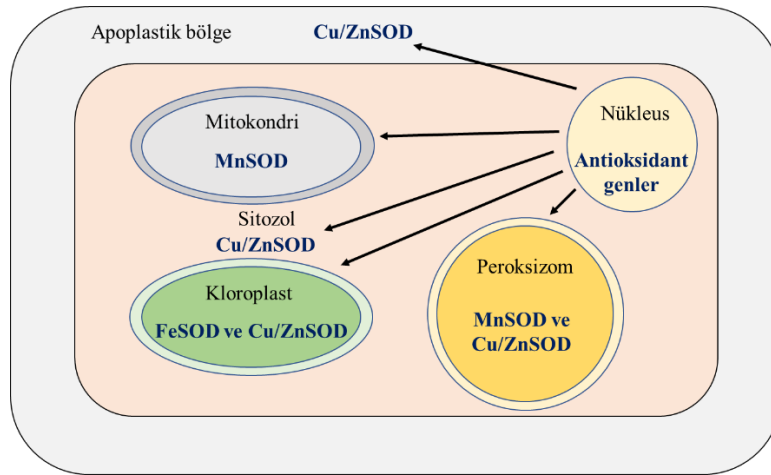 Apoplastik bölge
Cu/ZnSOD
Nükleus
Antioksidant
genler
Mitokondri
MnSOD
Sitozol
Cu/ZnSOD
Kloroplast
FeSOD ve Cu/ZnSOD
Peroksizom
MnSOD ve
Cu/ZnSOD